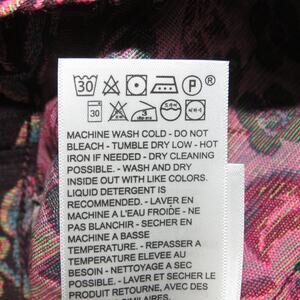 30 P
30
MACHINE WASH COLD - DO NOT
BLEACH - TUMBLE DRY LOW - HOT
IRON IF NEEDED - DRY CLEANING
POSSIBLE. - WASH AND DRY
INSIDE OUT WITH LIKE COLORS.
LIQUID DETERGENT IS
RECOMMENDED. - LAVER EN
MACHINE A L'EAU FROIDE - NE
PAS BLANCHIR - SECHER EN
MACHINE A BASSE
TEMPERATURE. - REPASSER A
TEMPERATURE ELEVEE AU
BESOIN - NETTOYAGE A SEC
POSSIBLE. - LAVER ET SECHER LE
PRODUIT RETOURNE, AVEC DES